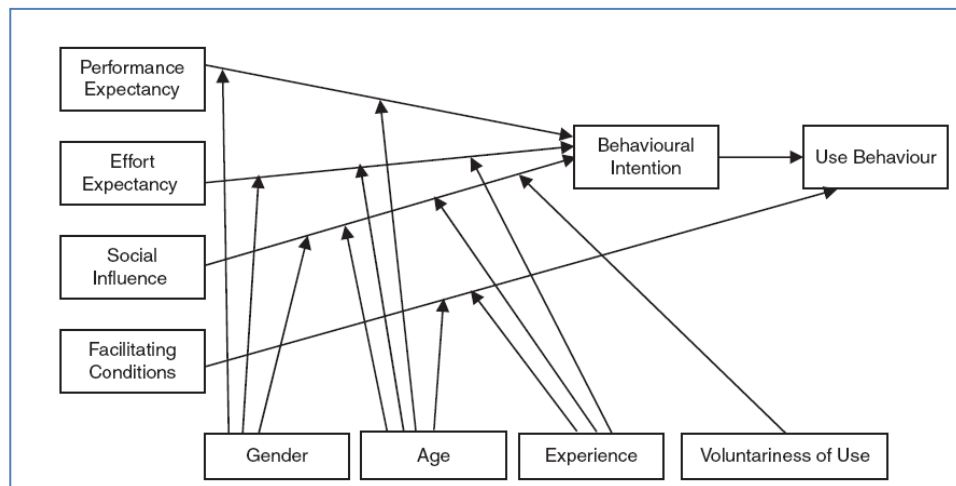 Performance
Expectancy
Effort
Expectancy
Social
Influence
Facilitating
Conditions
Behavioural
Intention
Use Behaviour
Gender
Age
Experience
Voluntariness of Use